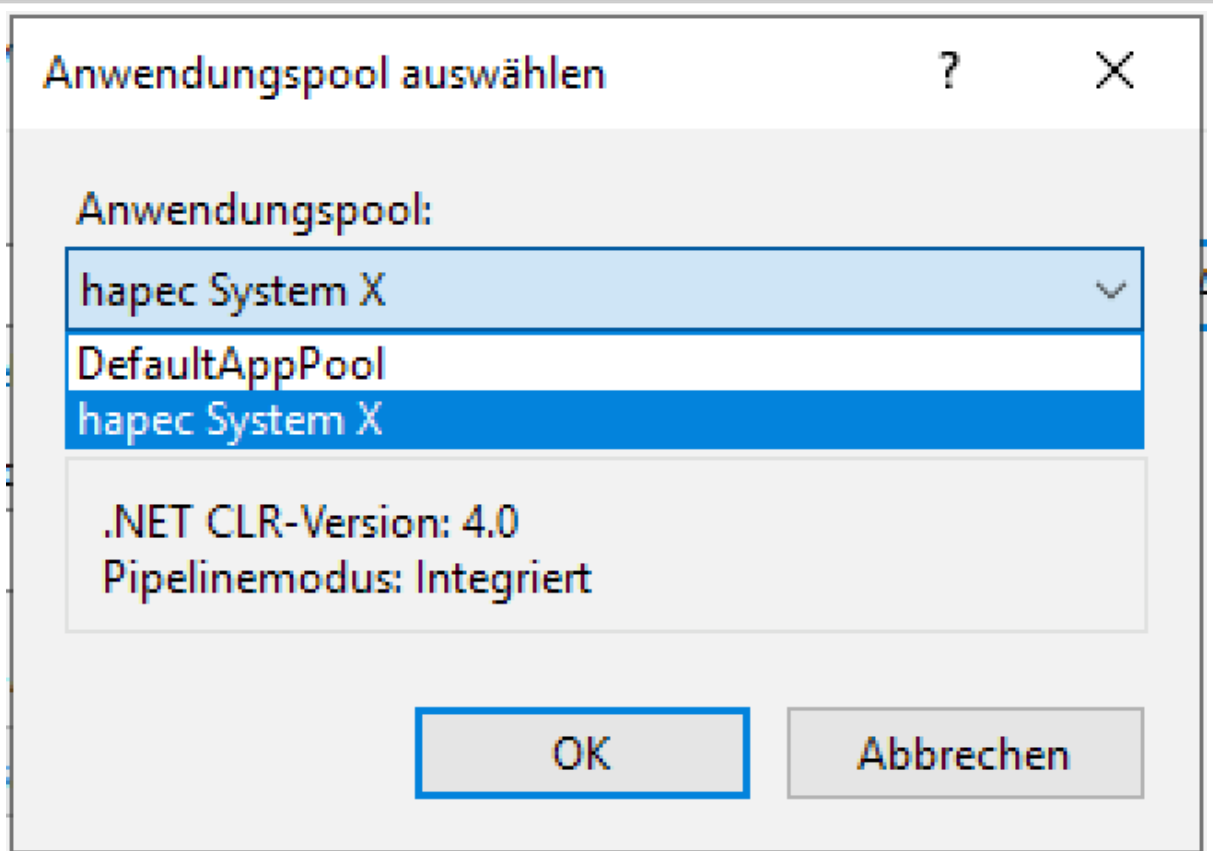 Anwendungspool auswählen
?
Anwendungspool:
hapec System X
DefaultAppPool
hapec System X
.NET CLR-Version: 4.0
Pipelinemodus: Integriert
OK
Abbrechen